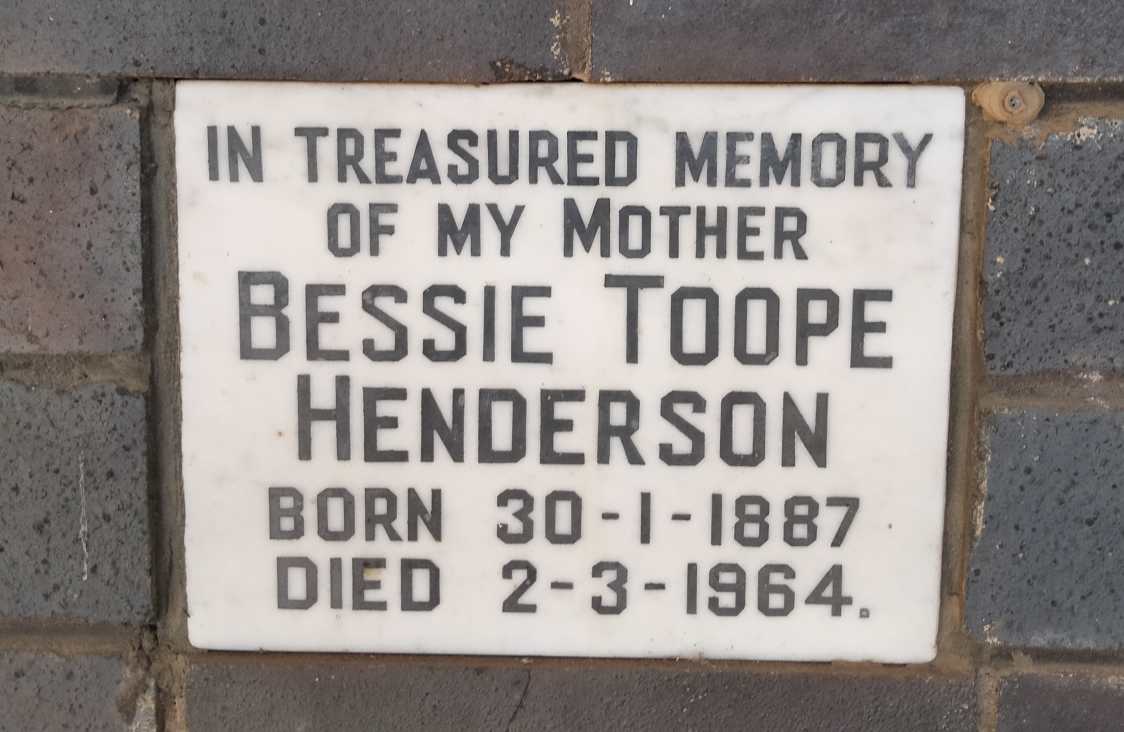 IN TREASURED MEMORY
OF MY MOTHER
BESSIE TOOPE
HENDERSON
BORN 30-1-1887
DIED 2-3-1964.